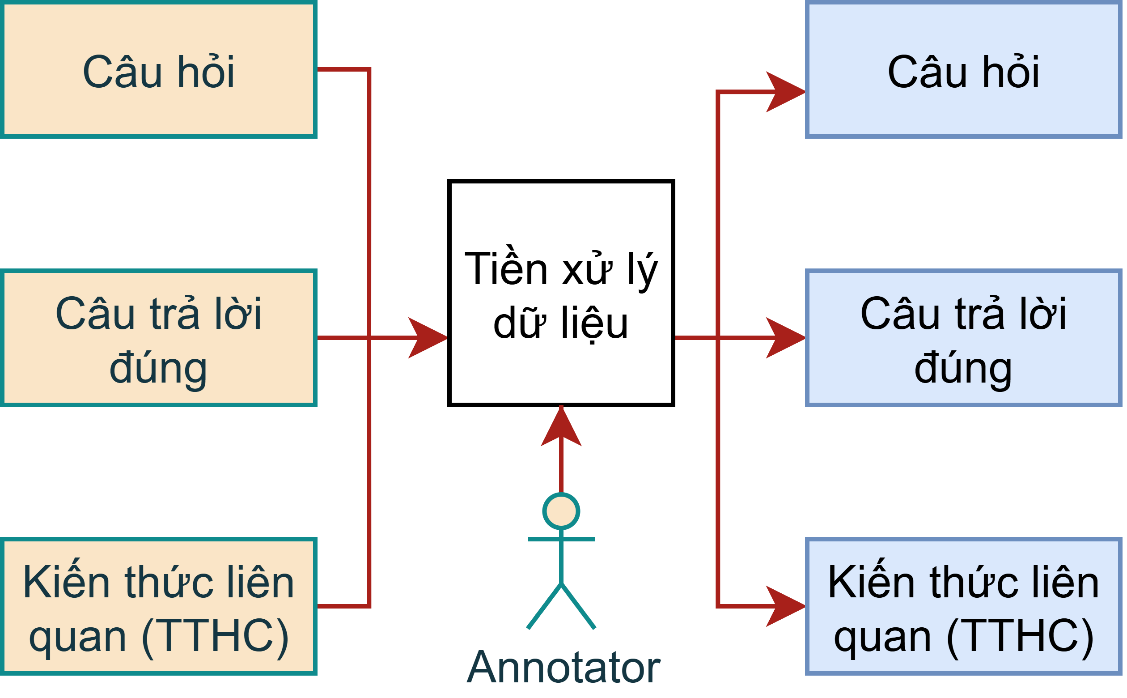 Câu hỏi
Câu trả lời
đúng
Kiến thức liên
quan (TTHC)
Tiền xử lý
dữ liệu
Annotator
Câu hỏi
Câu trả lời
đúng
Kiến thức liên
quan (TTHC)